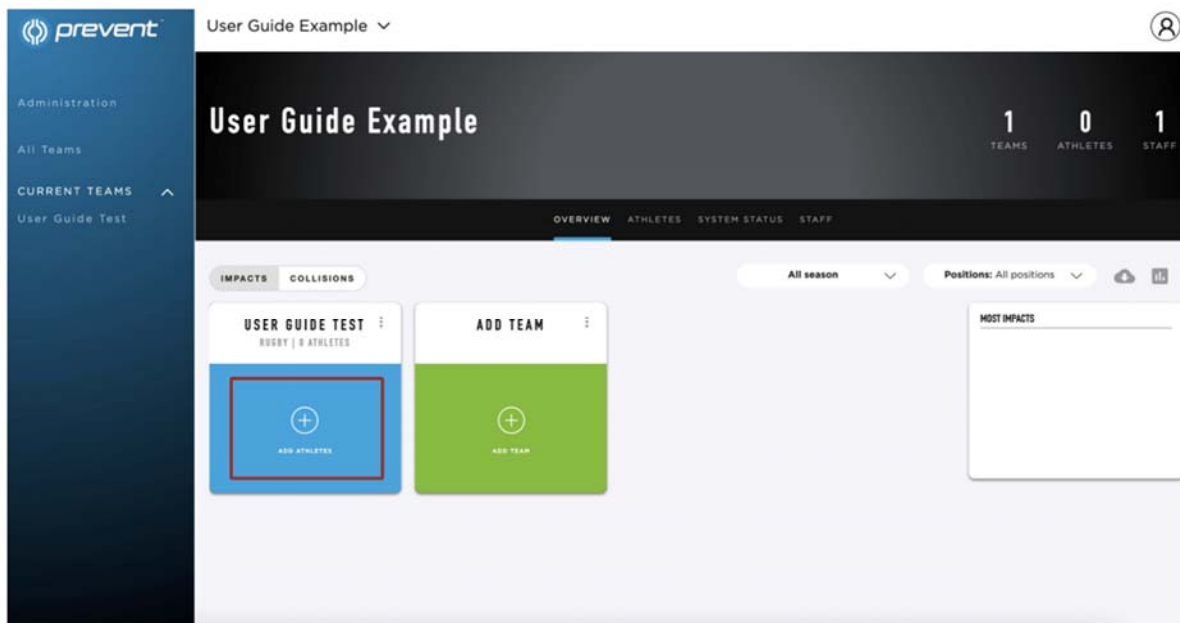 prevent
User Guide Example
Administration
All Teams
CURRENT TEAMS
User Guide Test
User Guide Example
1
TEAMS
0
ATHLETES
1
STAFF
OVERVIEW ATHLETES SYSTEM STATUS STAFF
IMPACTS COLLISIONS
All season
Positions: All positions
USER GUIDE TEST
RUGBY | 0 ATHLETES
ADD ATHLETES
ADD TEAM
ADD TEAM
MOST IMPACTS